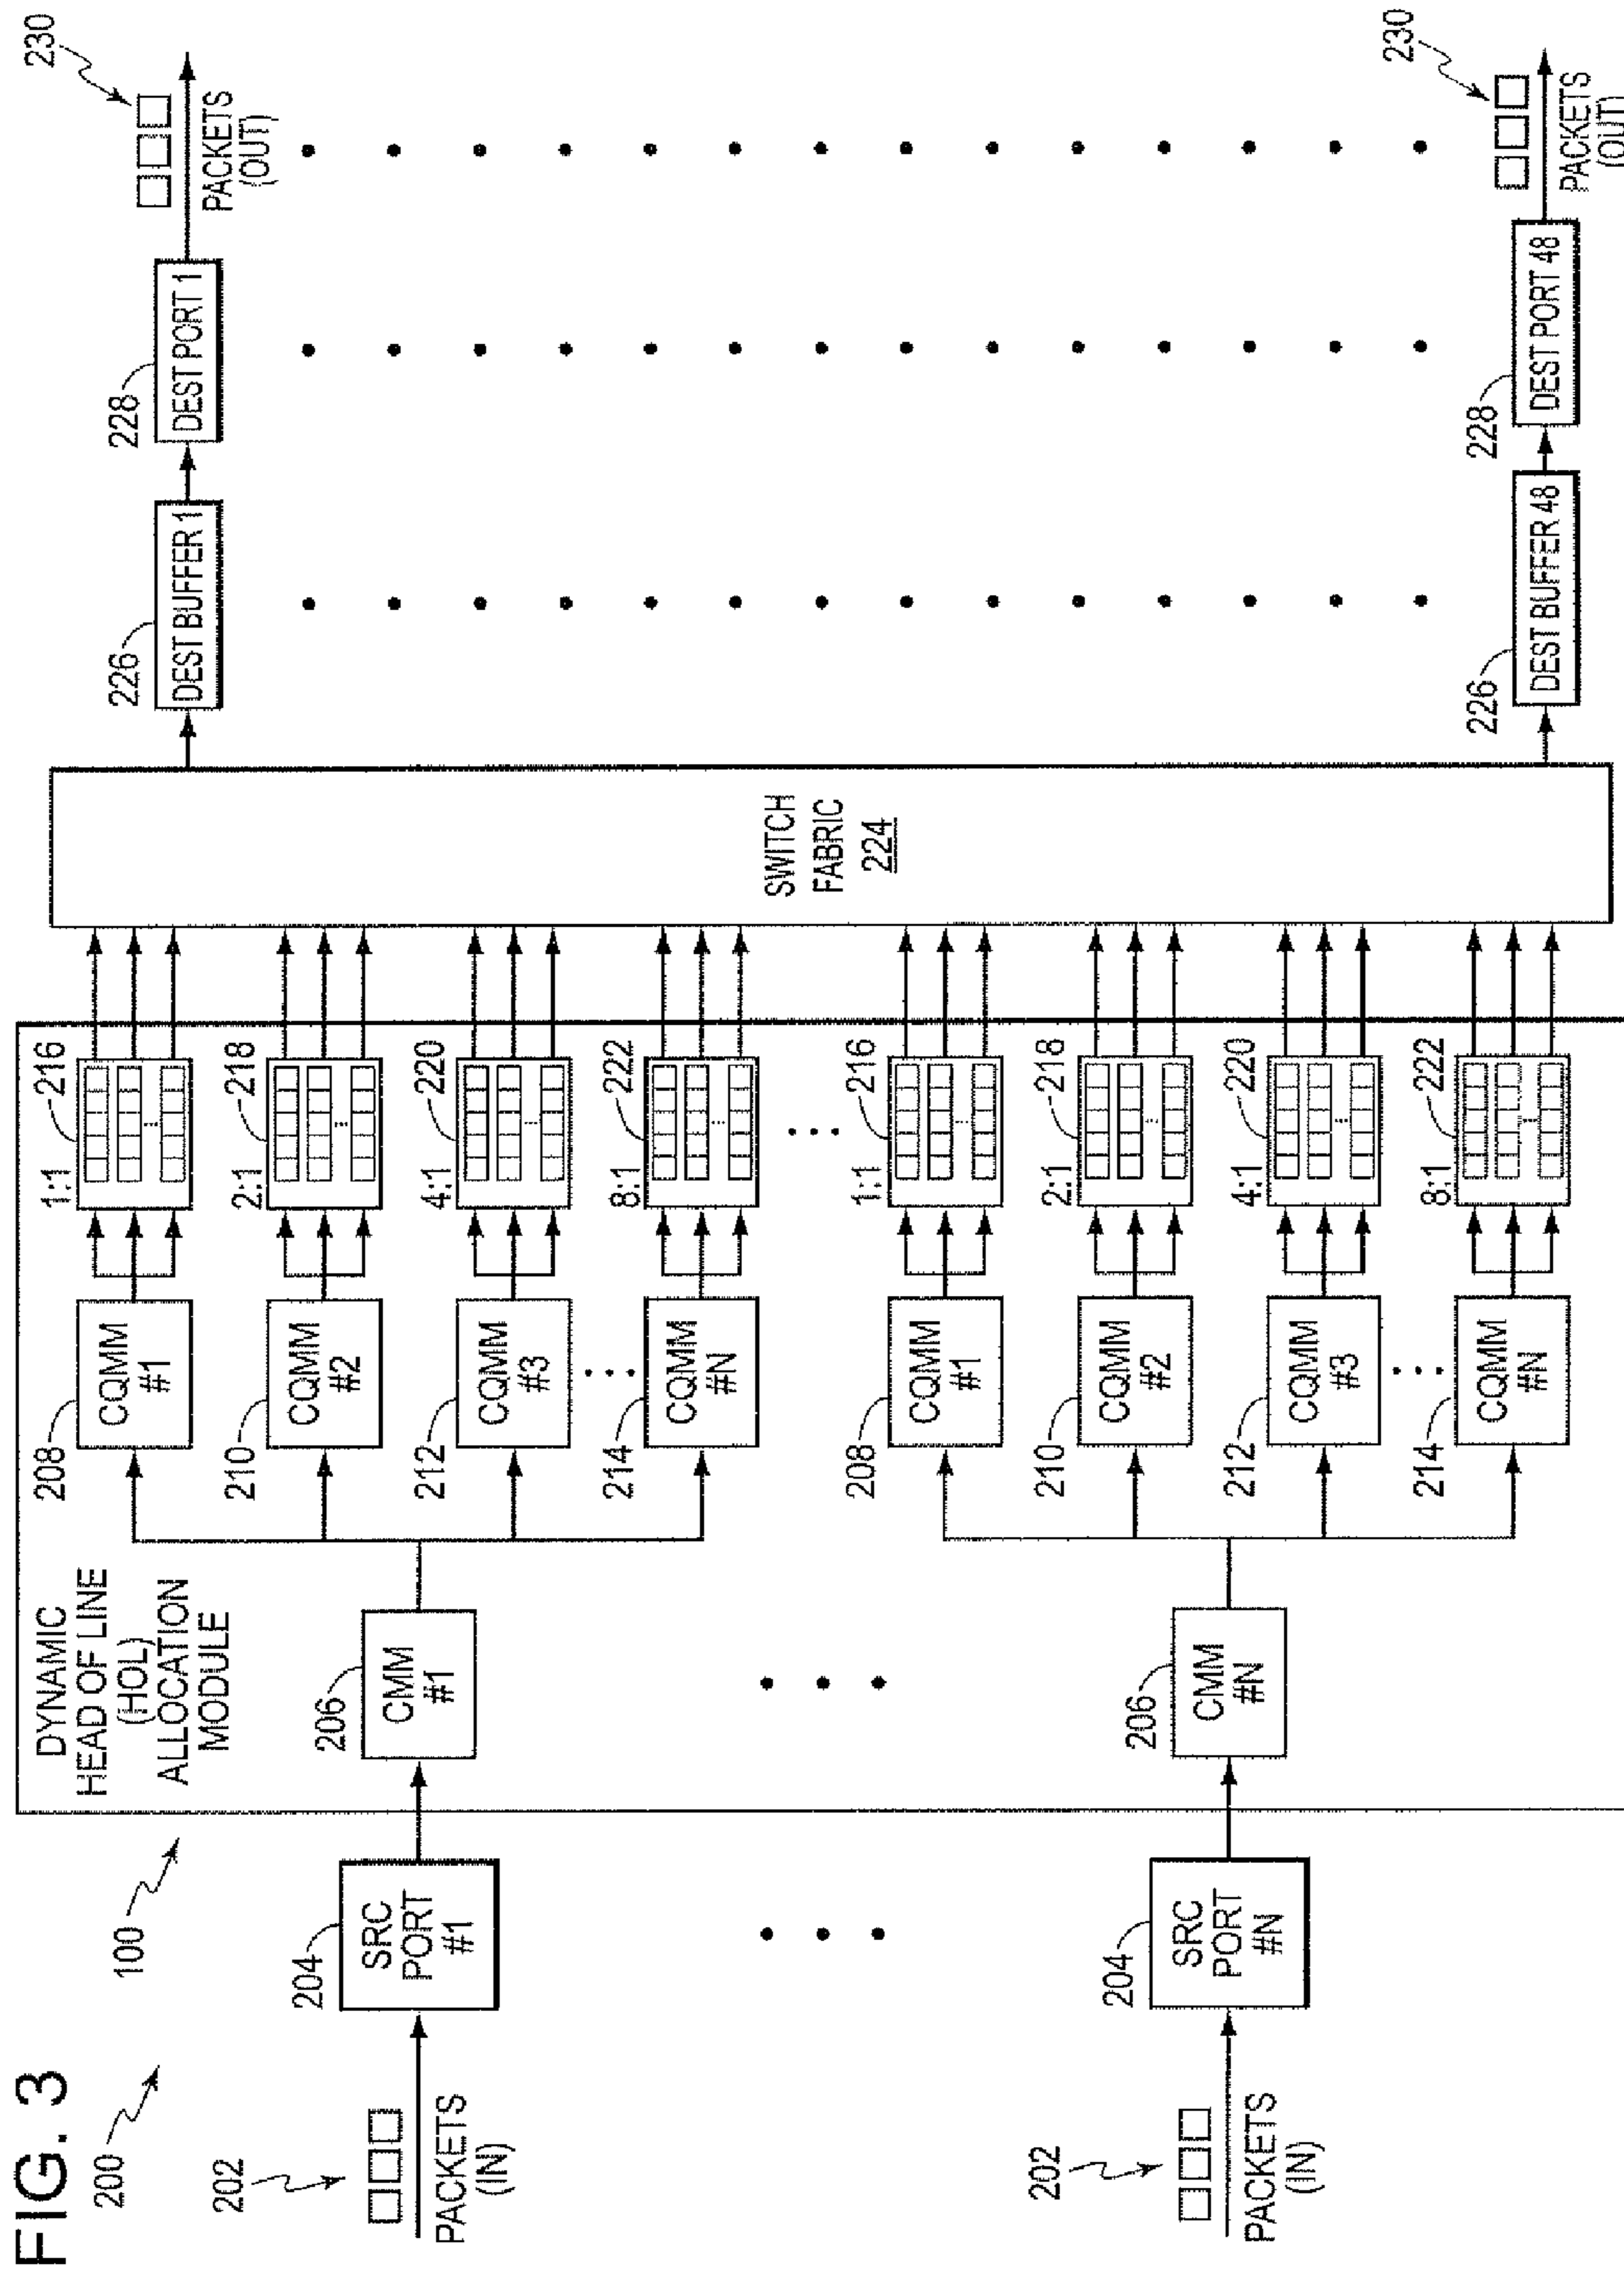 FIG. 3
200
100
202
PACKETS
(IN)
204
SRC
PORT
#1
DYNAMIC
HEAD OF LINE
(HOL)
ALLOCATION
MODULE
206
CMM
#1
208
CQMM
#1
1:1
216
210
CQMM
#2
2:1
218
212
CQMM
#3
4:1
220
214
CQMM
#N
8:1
222
202
PACKETS
(IN)
204
SRC
PORT
#N
206
CMM
#N
208
CQMM
#1
1:1
216
210
CQMM
#2
2:1
218
212
CQMM
#3
4:1
220
214
CQMM
#N
8:1
222
SWITCH
FABRIC
224
226
DEST BUFFER 1
228
DEST PORT 1
230
PACKETS
(OUT)
226
DEST BUFFER 48
228
DEST PORT 48
230
PACKETS
(OUT)